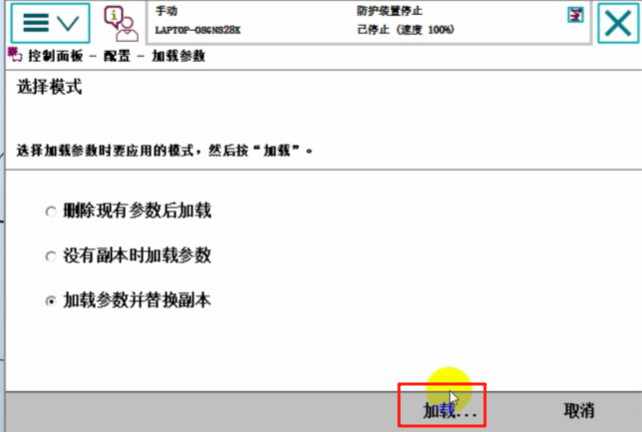 手动
防护装置停止
LAPTOP-O8GNS28K
已停止 (速度 100%)
控制面板 - 配置 - 加载参数
选择模式
选择加载参数时要应用的模式，然后按“加载”。
删除现有参数后加载
没有副本时加载参数
加载参数并替换副本
加载...
取消